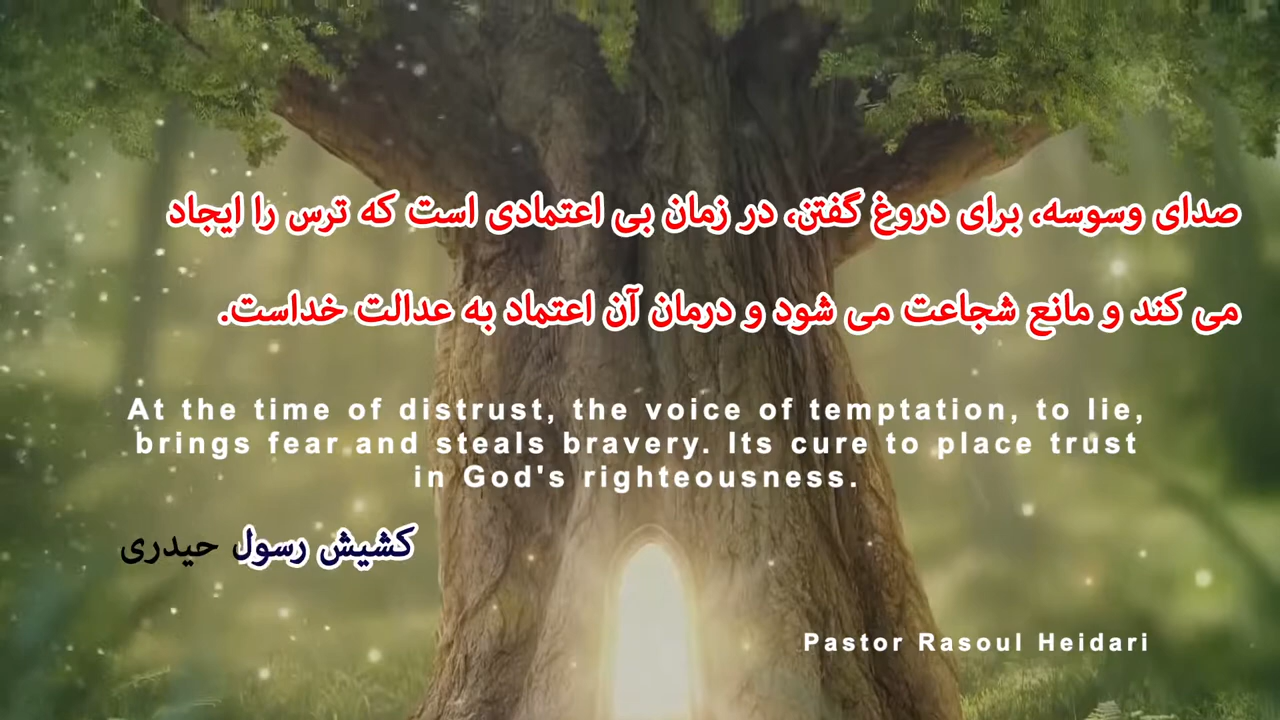 صدای وسوسه، برای دروغ گفتن، در زمان بی اعتمادی است که ترس را ایجاد
می کند و مانع شجاعت می شود و درمان آن اعتماد به عدالت خداست.
At the time of distrust, the voice of temptation, to lie,
brings fear and steals bravery. Its cure to place trust
in God's righteousness.
کشیش رسول حیدری
Pastor Rasoul Heidari